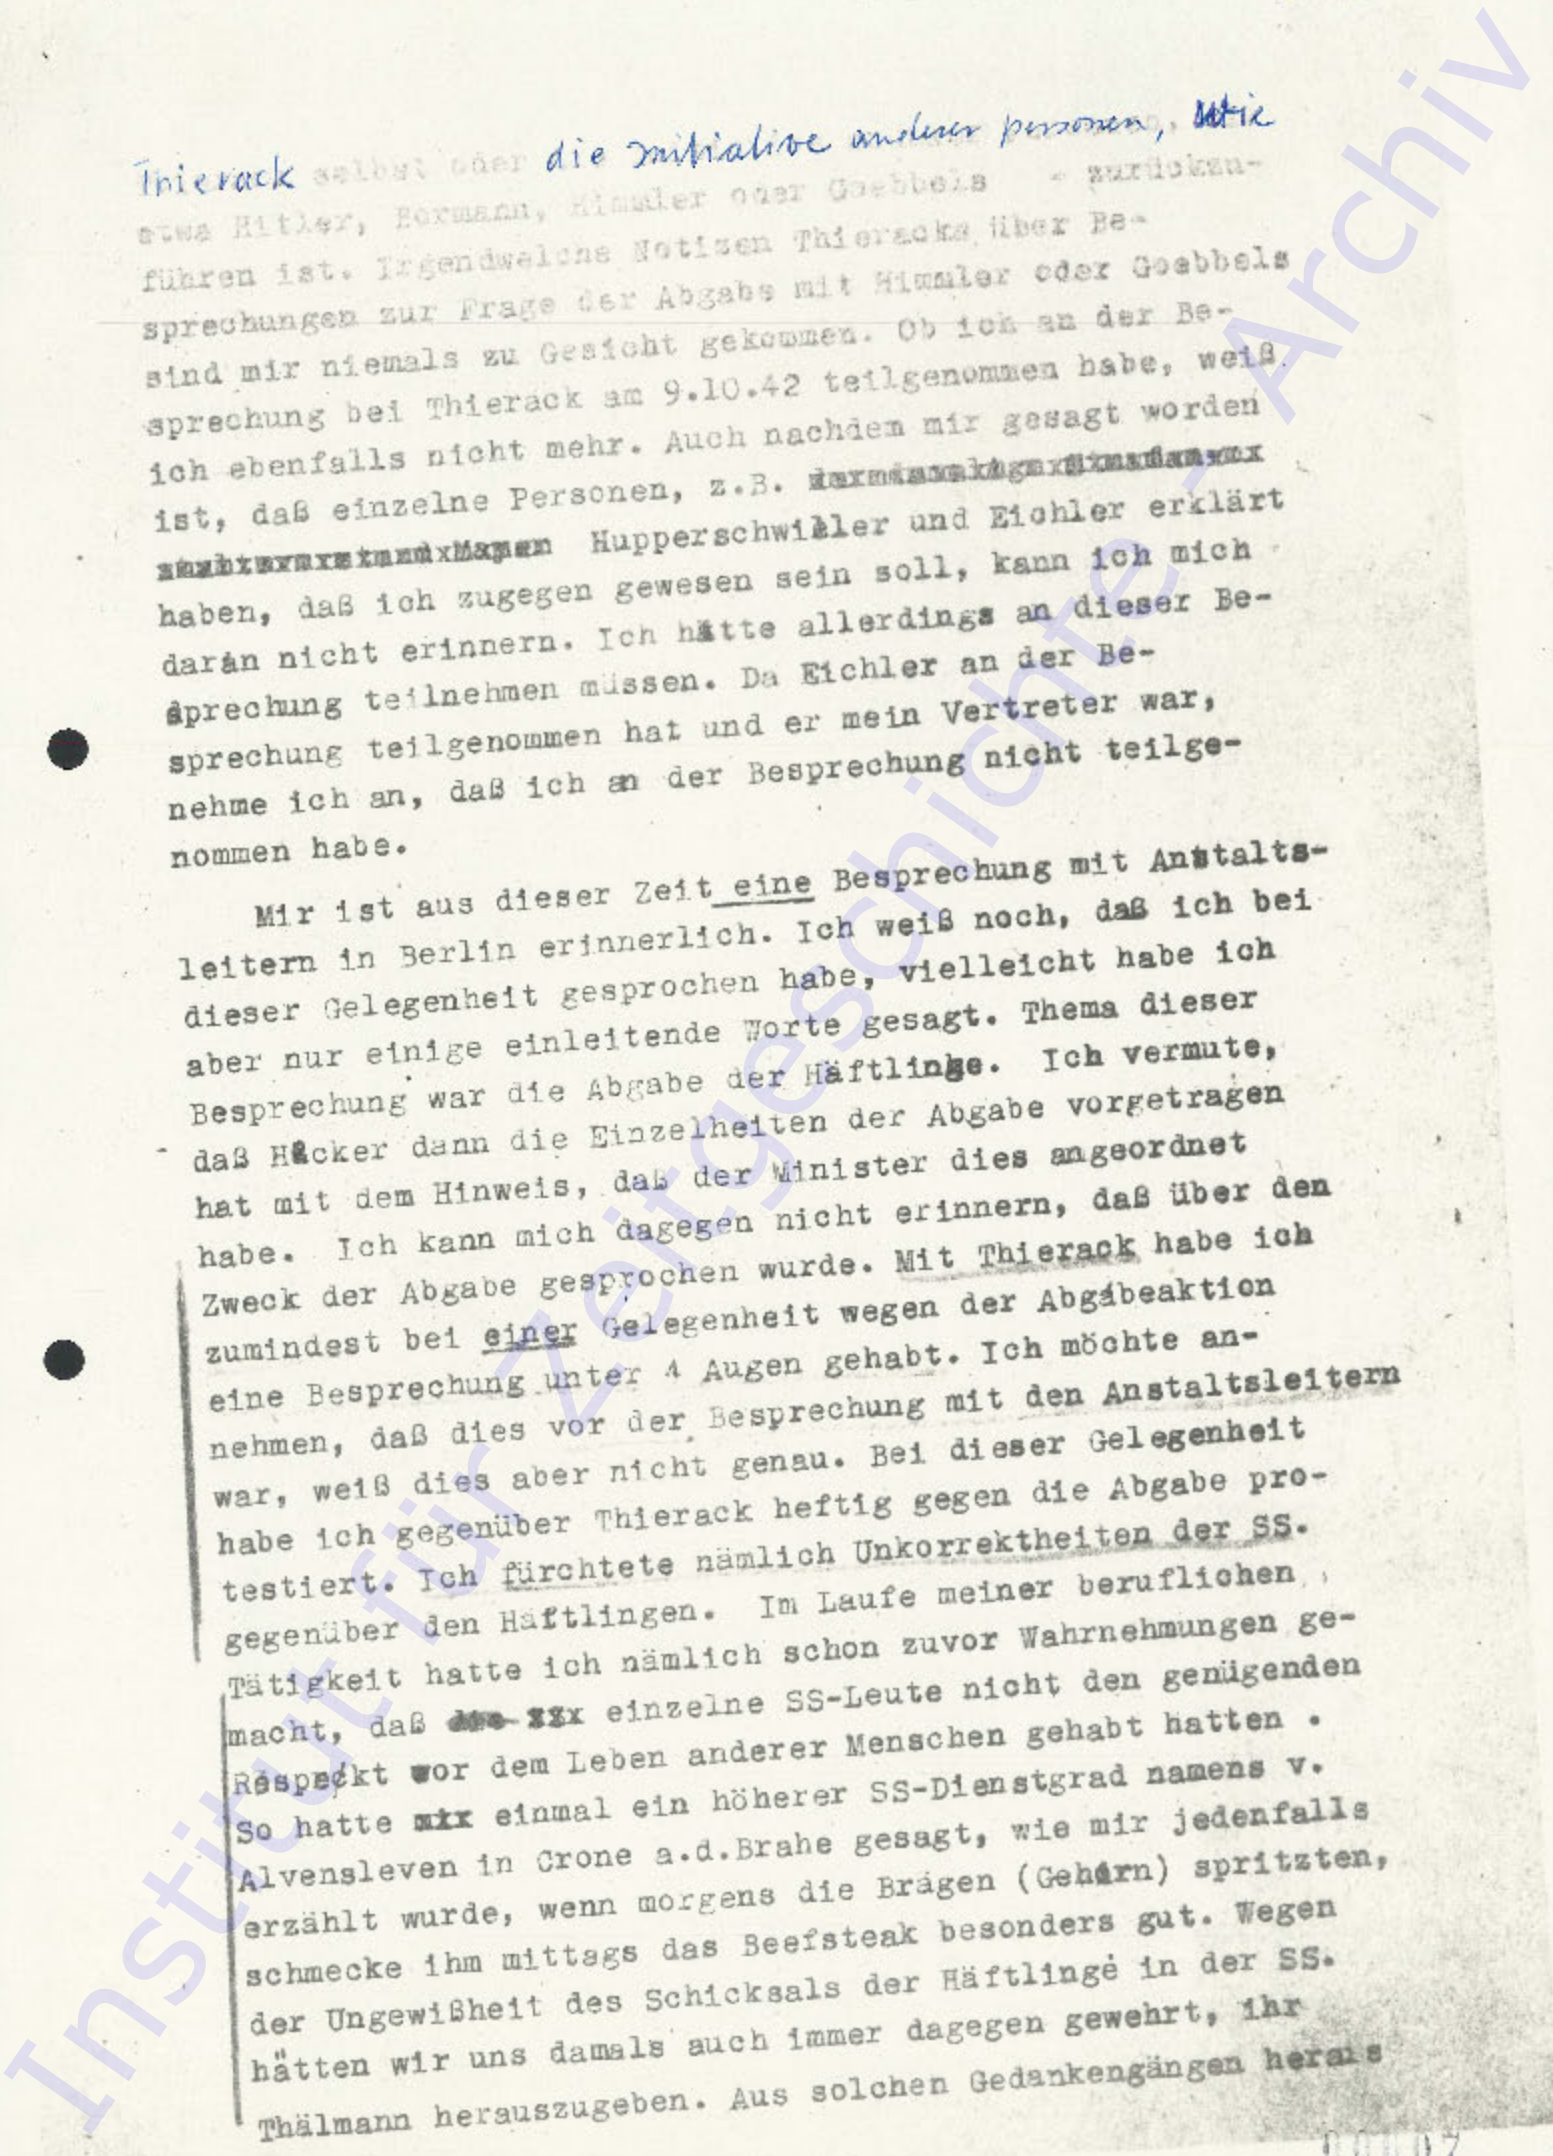 Thierack selbst oder die Initiative anderer personen, wie
etwa Hitler, Bormann, Himmler oder Goebbels - zurückzu-
führen ist. Irgendwelche Notizen Thieracks über Be-
sprechungen zur Frage der Abgabe mit Himmler oder Goebbels
sind mir niemals zu Gesicht gekommen. Ob ich an der Be-
sprechung bei Thierack am 9.10.42 teilgenommen habe, weiß
ich ebenfalls nicht mehr. Auch nachdem mir gesagt worden
ist, daß einzelne Personen, z.B.
Hupperschwiller und Eichler erklärt
haben, daß ich zugegen gewesen sein soll, kann ich mich
daran nicht erinnern. Ich hätte allerdings an dieser Be-
sprechung teilnehmen müssen. Da Eichler an der Be-
sprechung teilgenommen hat und er mein Vertreter war,
nehme ich an, daß ich an der Besprechung nicht teilge-
nommen habe.
Mir ist aus dieser Zeit eine Besprechung mit Anstalts-
leitern in Berlin erinnerlich. Ich weiß noch, daß ich bei
dieser Gelegenheit gesprochen habe, vielleicht habe ich
aber nur einige einleitende Worte gesagt. Thema dieser
Besprechung war die Abgabe der Häftlinge. Ich vermute,
daß Hecker dann die Einzelheiten der Abgabe vorgetragen
hat mit dem Hinweis, daß der Minister dies angeordnet
habe. Ich kann mich dagegen nicht erinnern, daß über den
Zweck der Abgabe gesprochen wurde. Mit Thierack habe ich
zumindest bei einer Gelegenheit wegen der Abgabeaktion
eine Besprechung unter 4 Augen gehabt. Ich möchte an-
nehmen, daß dies vor der Besprechung mit den Anstaltsleitern
war, weiß dies aber nicht genau. Bei dieser Gelegenheit
habe ich gegenüber Thierack heftig gegen die Abgabe pro-
testiert. Ich fürchtete nämlich Unkorrektheiten der SS.
gegenüber den Häftlingen. Im Laufe meiner beruflichen
Tätigkeit hatte ich nämlich schon zuvor Wahrnehmungen ge-
macht, daß die SS einzelne SS-Leute nicht den genügenden
Respekt vor dem Leben anderer Menschen gehabt hatten .
So hatte mir einmal ein höherer SS-Dienstgrad namens v.
Alvensleven in Crone a.d.Brahe gesagt, wie mir jedenfalls
erzählt wurde, wenn morgens die Brägen (Gehirn) spritzten,
schmecke ihm mittags das Beefsteak besonders gut. Wegen
der Ungewißheit des Schicksals der Häftlinge in der SS.
hätten wir uns damals auch immer dagegen gewehrt, ihr
Thälmann herauszugeben. Aus solchen Gedankengängen heraus
Institut für Zeitgeschichte - Archiv